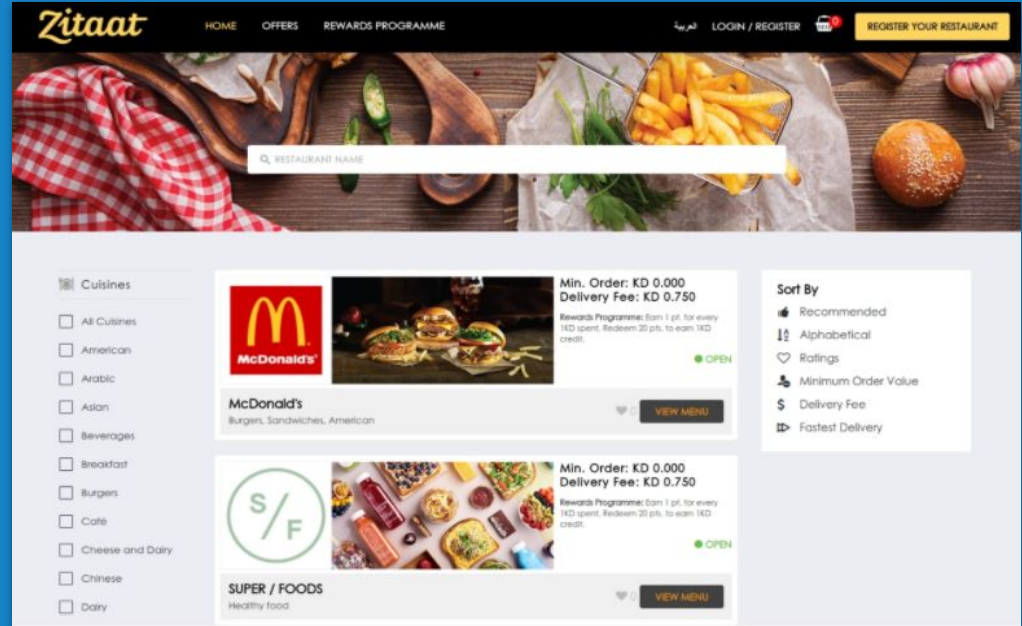 Zitaat
HOME OFFERS REWARDS PROGRAMME العربية LOGIN / REGISTER 0 REGISTER YOUR RESTAURANT
RESTAURANT NAME
Cuisines
All Cuisines
American
Arabic
Asian
Beverages
Breakfast
Burgers
Café
Cheese and Dairy
Chinese
Dairy
McDonald's
Min. Order: KD 0.000
Delivery Fee: KD 0.750
Rewards Programme: Earn 1 pt. for every
1KD spent. Redeem 20 pts. to earn 1KD
credit.
OPEN
McDonald's
Burgers, Sandwiches, American
0 VIEW MENU
S/F
Min. Order: KD 0.000
Delivery Fee: KD 0.750
Rewards Programme: Earn 1 pt. for every
1KD spent. Redeem 20 pts. to earn 1KD
credit.
OPEN
SUPER / FOODS
Healthy food
0 VIEW MENU
Sort By
Recommended
Alphabetical
Ratings
Minimum Order Value
Delivery Fee
Fastest Delivery